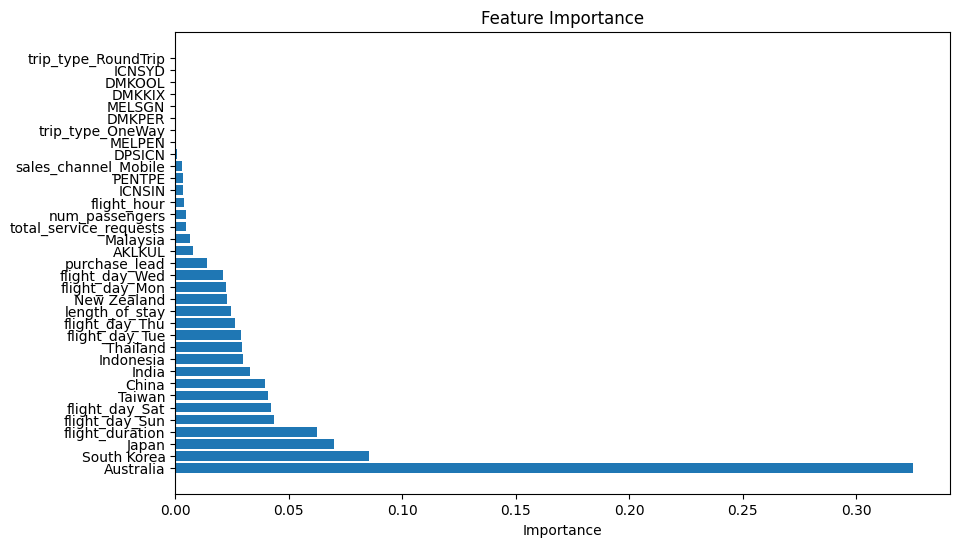 Feature Importance
trip_type_RoundTrip
ICNSYD
DMKOOL
DMKKIX
MELSGN
DMKPER
trip_type_OneWay
MELPEN
DPSICN
sales_channel_Mobile
PENTPE
ICNSIN
flight_hour
num_passengers
total_service_requests
Malaysia
AKLKUL
purchase_lead
flight_day_Wed
flight_day_Mon
New Zealand
length_of_stay
flight_day_Thu
flight_day_Tue
Thailand
Indonesia
India
China
Taiwan
flight_day_Sat
flight_day_Sun
flight_duration
Japan
South Korea
Australia
0.00 0.05 0.10 0.15 0.20 0.25 0.30
Importance